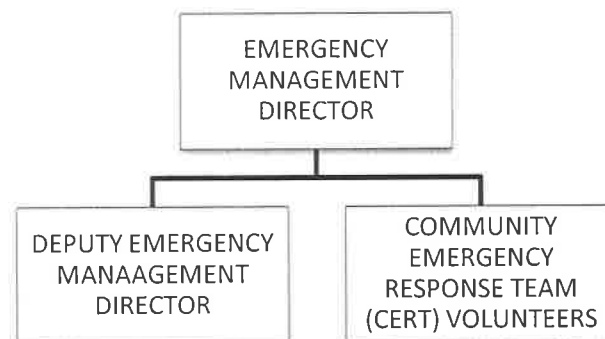 EMERGENCY
MANAGEMENT
DIRECTOR
DEPUTY EMERGENCY
MANAAGEMENT
DIRECTOR
COMMUNITY
EMERGENCY
RESPONSE TEAM
(CERT) VOLUNTEERS